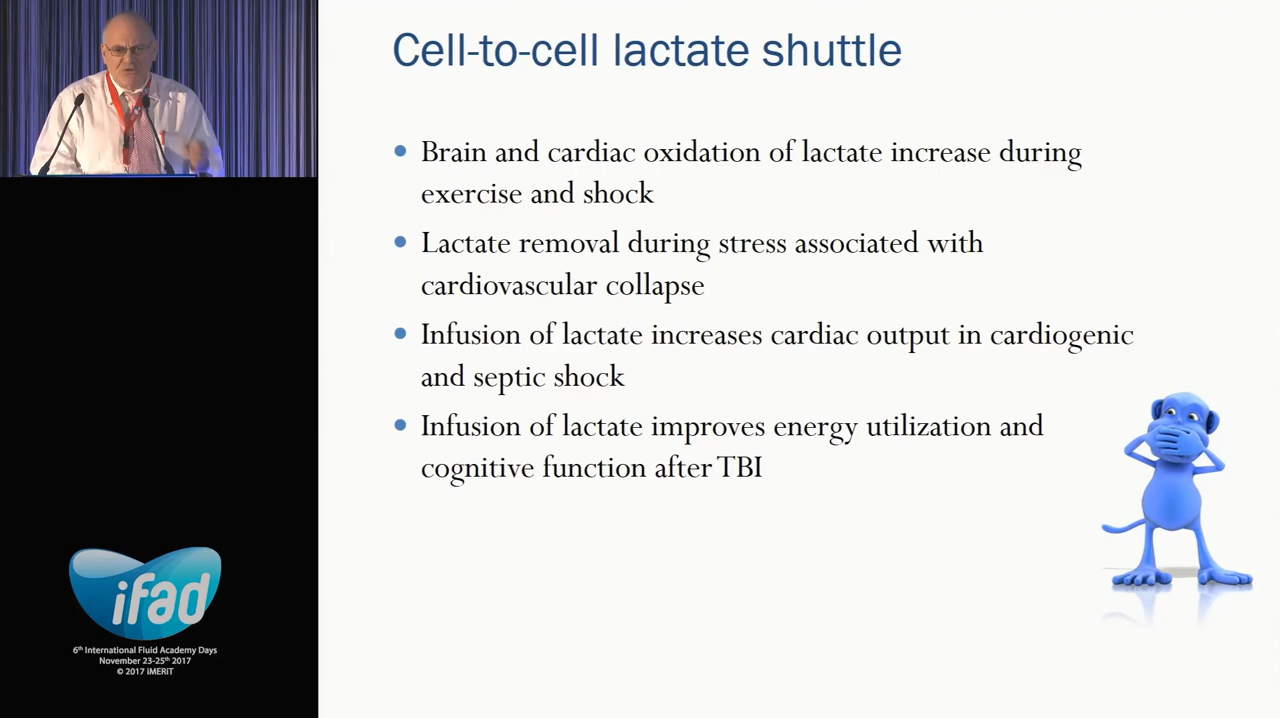 Cell-to-cell lactate shuttle
Brain and cardiac oxidation of lactate increase during
exercise and shock
Lactate removal during stress associated with
cardiovascular collapse
Infusion of lactate increases cardiac output in cardiogenic
and septic shock
Infusion of lactate improves energy utilization and
cognitive function after TBI
ifad
6th International Fluid Academy Days
November 23-25th 2017
© 2017 iMERiT